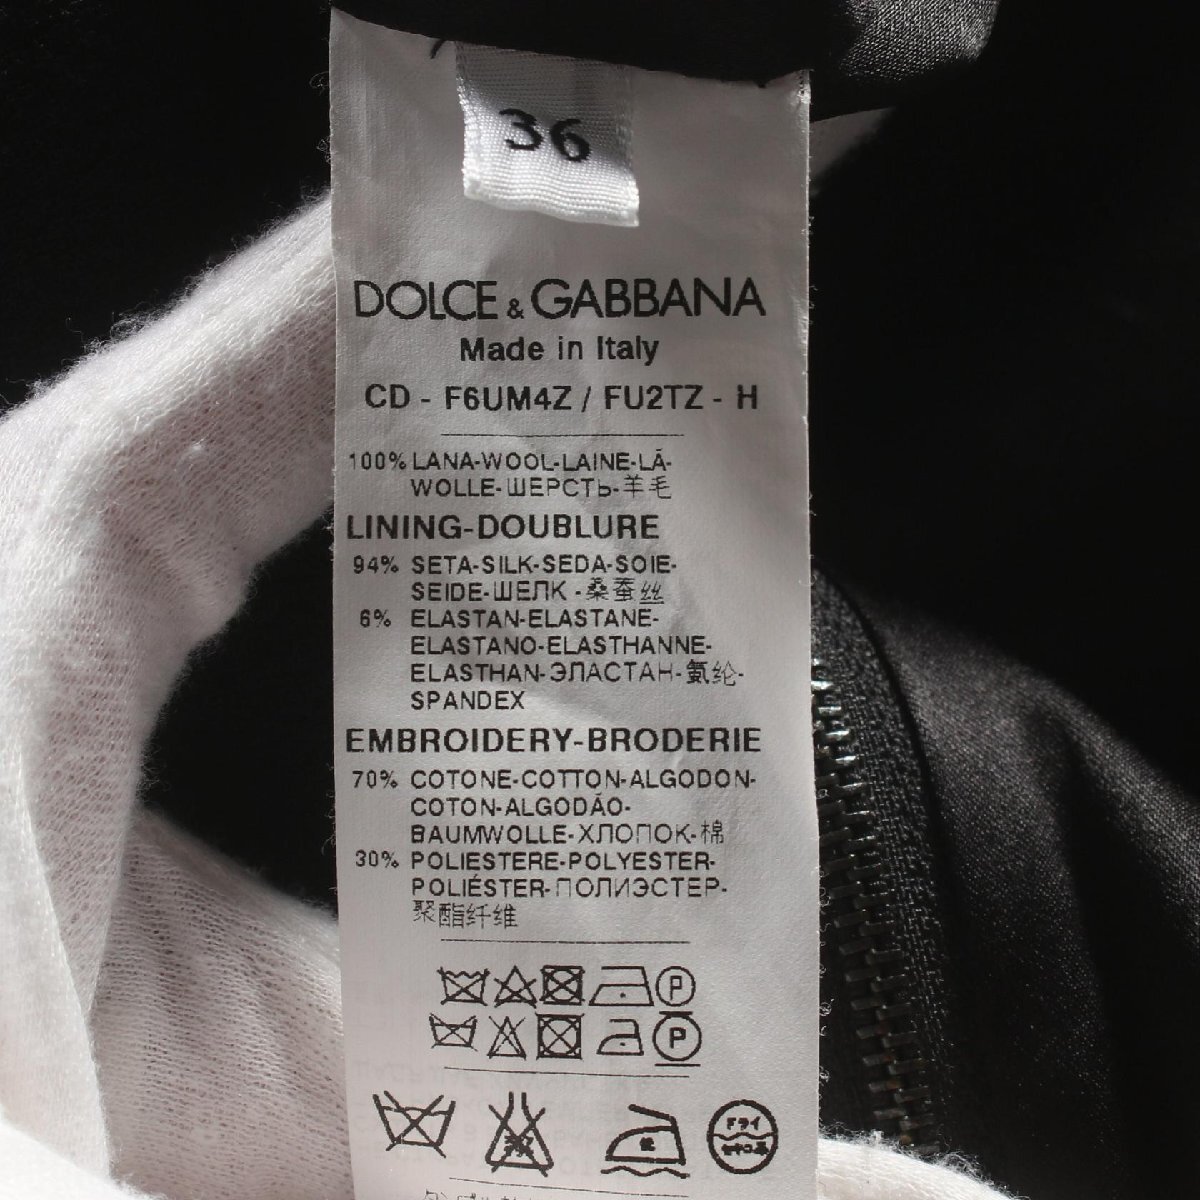 36
DOLCE & GABBANA
Made in Italy
CD - F6UM4Z / FU2TZ - H
100% LANA-WOOL-LAINE-LÃ-
WOLLE-ШЕРСТЬ-羊毛
LINING-DOUBLURE
94% SETA-SILK-SEDA-SOIE-
SEIDE-ШЕЛК -桑蚕丝
6% ELASTAN-ELASTANE-
ELASTANO-ELASTHANNE-
ELASTHAN-ЭЛАСТАН-氨纶-
SPANDEX
EMBROIDERY-BRODERIE
70% COTONE-COTTON-ALGODON-
COTON-ALGODÃO-
BAUMWOLLE-ХЛОПОК-棉
30% POLIESTERE-POLYESTER-
POLIÉSTER-ПОЛИЭСТЕР-
聚酯纤维
P
P
ドライ